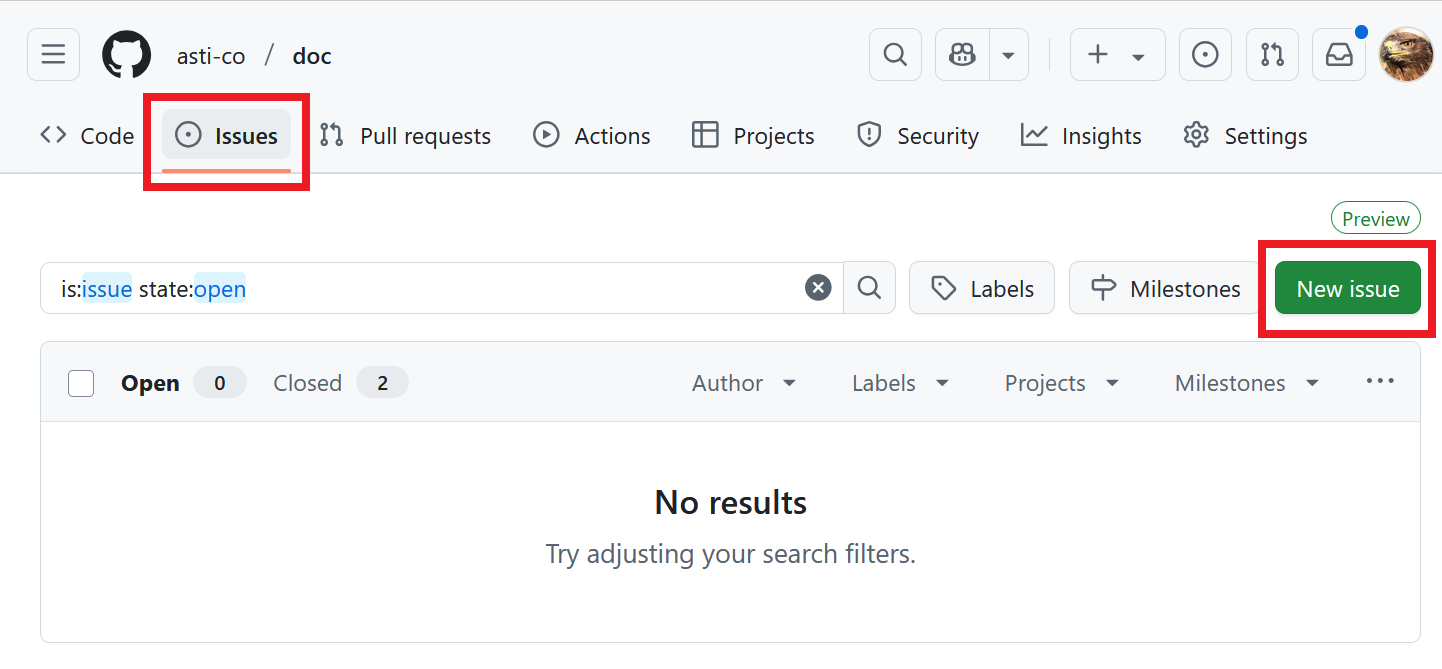 asti-co / doc
Code Issues Pull requests Actions Projects Security Insights Settings
Preview
is:issue state:open Labels Milestones New issue
Open 0 Closed 2 Author Labels Projects Milestones ...
No results
Try adjusting your search filters.